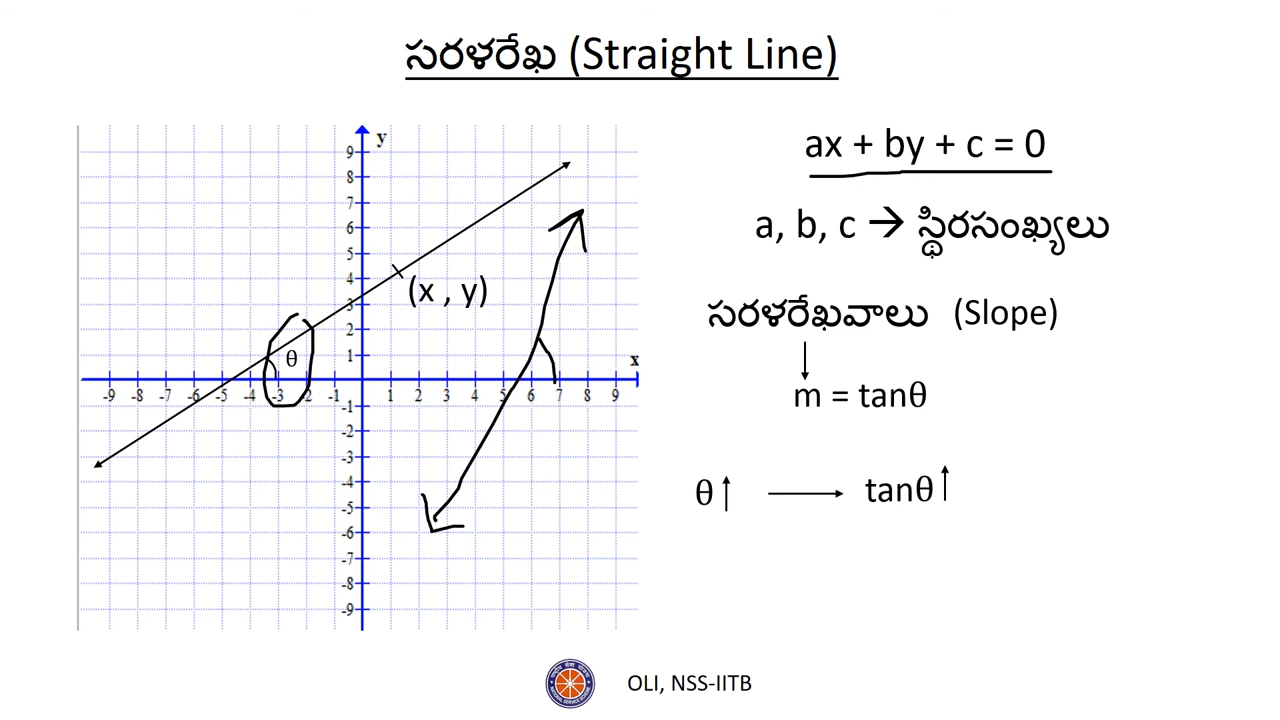 సరళరేఖ (Straight Line)
y
9
8
7
6
5
4
3
2
1
-1
-2
-3
-4
-5
-6
-7
-8
-9
x
-9 -8 -7 -6 -5 -4 -3 -2 -1 1 2 3 4 5 6 7 8 9
(x , y)
θ
ax + by + c = 0
a, b, c → స్థిరసంఖ్యలు
సరళరేఖవాలు (Slope)
m = tanθ
θ↑ → tanθ↑
OLI, NSS-IITB